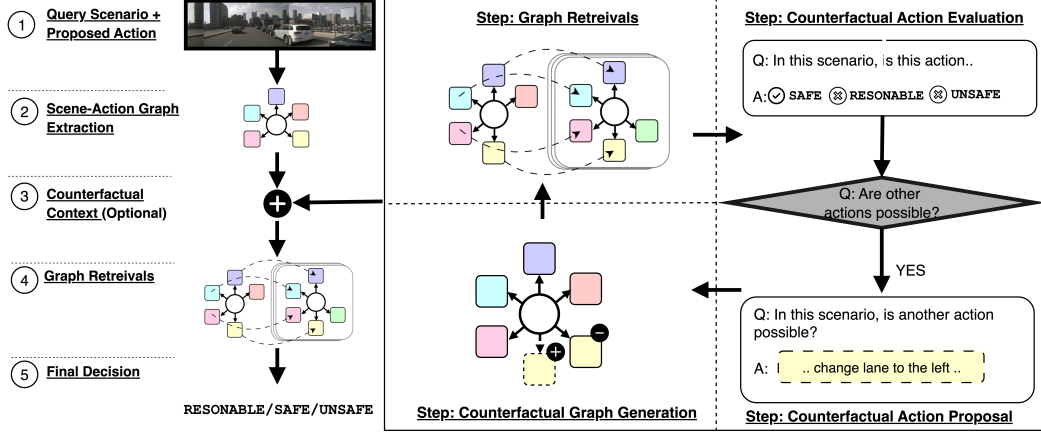 1
Query Scenario +
Proposed Action
2
Scene-Action Graph
Extraction
3
Counterfactual
Context (Optional)
4
Graph Retreivals
5
Final Decision
RESONABLE/SAFE/UNSAFE
Step: Graph Retreivals
Step: Counterfactual Action Evaluation
Q: In this scenario, is this action..
A: SAFE RESONABLE UNSAFE
Q: Are other
actions possible?
YES
Q: In this scenario, is another action
possible?
A: .. change lane to the left ..
Step: Counterfactual Graph Generation
Step: Counterfactual Action Proposal